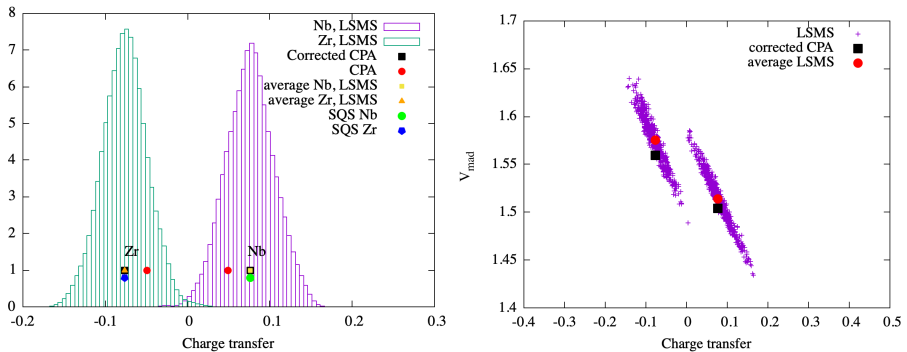 8
7
6
5
4
3
2
1
0
-0.2
-0.1
0
0.1
0.2
0.3
Charge transfer
Nb, LSMS
Zr, LSMS
Corrected CPA
CPA
average Nb, LSMS
average Zr, LSMS
SQS Nb
SQS Zr
Zr
Nb
1.7
1.65
1.6
1.55
1.5
1.45
1.4
V_mad
-0.4
-0.3
-0.2
-0.1
0
0.1
0.2
0.3
0.4
0.5
Charge transfer
LSMS
corrected CPA
average LSMS